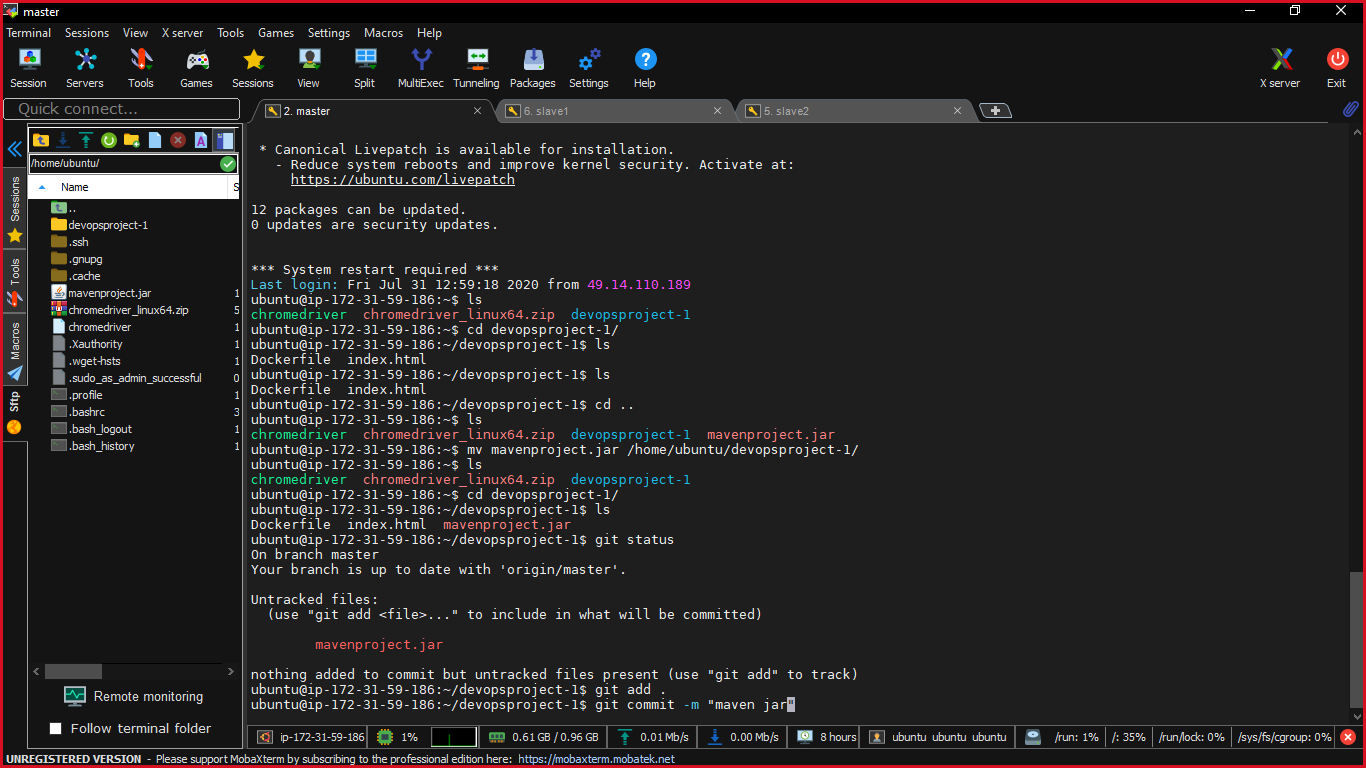 master
Terminal Sessions View X server Tools Games Settings Macros Help
Session Servers Tools Games Sessions View Split MultiExec Tunneling Packages Settings Help X server Exit
Quick connect...
2. master
6. slave1
5. slave2
/home/ubuntu/
Name S
..
devopsproject-1
.ssh
.gnupg
.cache
mavenproject.jar 1
chromedriver_linux64.zip 5
chromedriver 1
.Xauthority 1
.wget-hsts 1
.sudo_as_admin_successful 0
.profile 1
.bashrc 3
.bash_logout 1
.bash_history 1
Sessions
Tools
Macros
Sftp
Remote monitoring
Follow terminal folder
* Canonical Livepatch is available for installation.
- Reduce system reboots and improve kernel security. Activate at:
https://ubuntu.com/livepatch
12 packages can be updated.
0 updates are security updates.
*** System restart required ***
Last login: Fri Jul 31 12:59:18 2020 from 49.14.110.189
ubuntu@ip-172-31-59-186:~$ ls
chromedriver chromedriver_linux64.zip devopsproject-1
ubuntu@ip-172-31-59-186:~$ cd devopsproject-1/
ubuntu@ip-172-31-59-186:~/devopsproject-1$ ls
Dockerfile index.html
ubuntu@ip-172-31-59-186:~/devopsproject-1$ ls
Dockerfile index.html
ubuntu@ip-172-31-59-186:~/devopsproject-1$ cd ..
ubuntu@ip-172-31-59-186:~$ ls
chromedriver chromedriver_linux64.zip devopsproject-1 mavenproject.jar
ubuntu@ip-172-31-59-186:~$ mv mavenproject.jar /home/ubuntu/devopsproject-1/
ubuntu@ip-172-31-59-186:~$ ls
chromedriver chromedriver_linux64.zip devopsproject-1
ubuntu@ip-172-31-59-186:~$ cd devopsproject-1/
ubuntu@ip-172-31-59-186:~/devopsproject-1$ ls
Dockerfile index.html mavenproject.jar
ubuntu@ip-172-31-59-186:~/devopsproject-1$ git status
On branch master
Your branch is up to date with 'origin/master'.
Untracked files:
(use "git add <file>..." to include in what will be committed)
mavenproject.jar
nothing added to commit but untracked files present (use "git add" to track)
ubuntu@ip-172-31-59-186:~/devopsproject-1$ git add .
ubuntu@ip-172-31-59-186:~/devopsproject-1$ git commit -m "maven jar"
ip-172-31-59-186 1% 0.61 GB / 0.96 GB 0.01 Mb/s 0.00 Mb/s 8 hours ubuntu ubuntu ubuntu /run: 1% /: 35% /run/lock: 0% /sys/fs/cgroup: 0%
UNREGISTERED VERSION - Please support MobaXterm by subscribing to the professional edition here: https://mobaxterm.mobatek.net